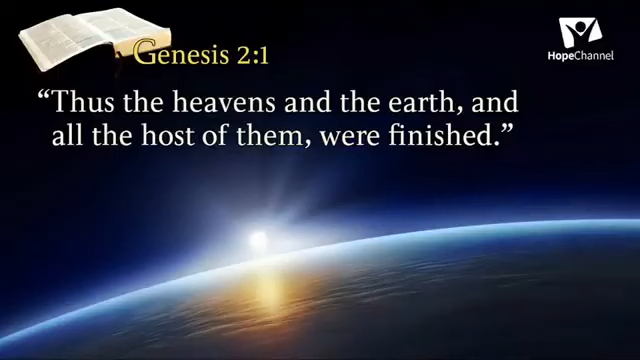 Genesis 2:1
HopeChannel
“Thus the heavens and the earth, and
all the host of them, were finished.”